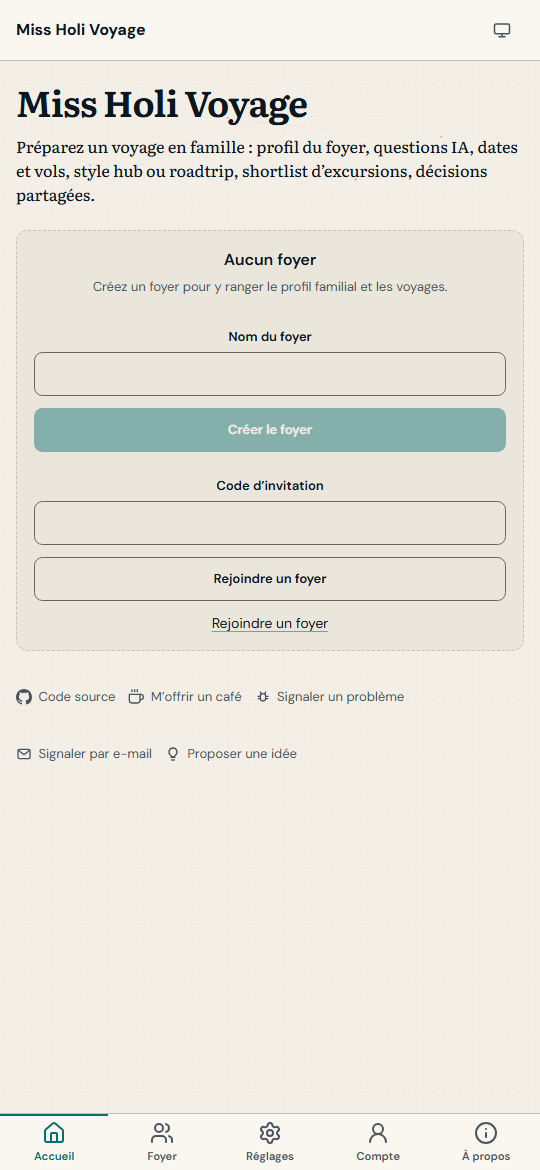 Miss Holi Voyage
Miss Holi Voyage
Préparez un voyage en famille : profil du foyer, questions IA, dates
et vols, style hub ou roadtrip, shortlist d’excursions, décisions
partagées.
Aucun foyer
Créez un foyer pour y ranger le profil familial et les voyages.
Nom du foyer
Créer le foyer
Code d’invitation
Rejoindre un foyer
Rejoindre un foyer
Code source M’offrir un café Signaler un problème
Signaler par e-mail Proposer une idée
Accueil Foyer Réglages Compte À propos